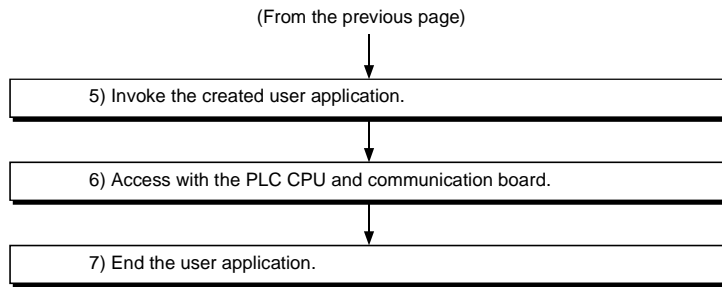 (From the previous page)
5) Invoke the created user application.
6) Access with the PLC CPU and communication board.
7) End the user application.